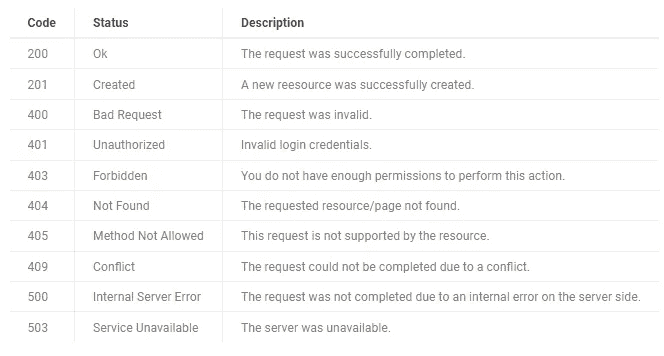 Code Status Description
200 Ok The request was successfully completed.
201 Created A new reesource was successfully created.
400 Bad Request The request was invalid.
401 Unauthorized Invalid login credentials.
403 Forbidden You do not have enough permissions to perform this action.
404 Not Found The requested resource/page not found.
405 Method Not Allowed This request is not supported by the resource.
409 Conflict The request could not be completed due to a conflict.
500 Internal Server Error The request was not completed due to an internal error on the server side.
503 Service Unavailable The server was unavailable.